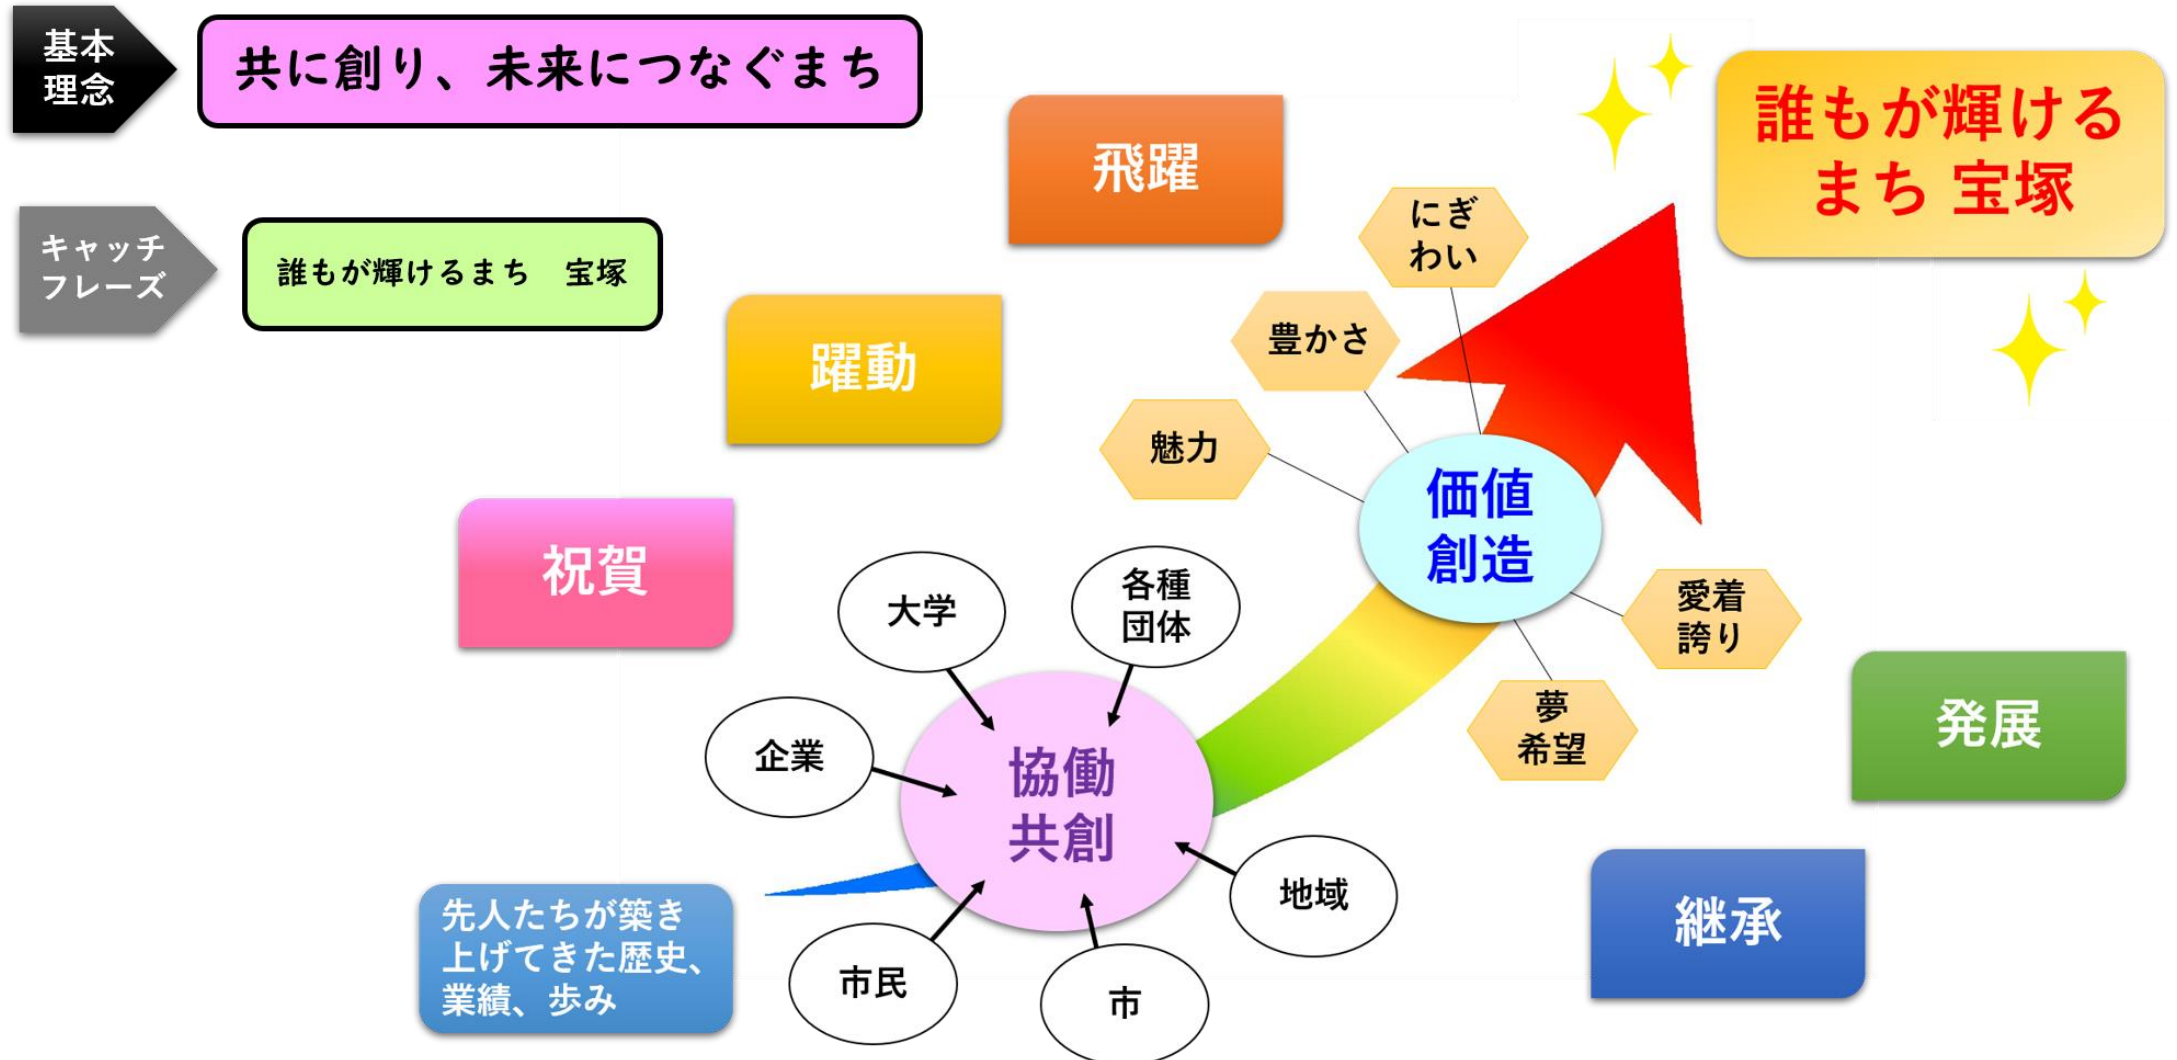 基本
理念
共に創り、未来につなぐまち
キャッチ
フレーズ
誰もが輝けるまち　宝塚
誰もが輝ける
まち 宝塚
飛躍
躍動
祝賀
にぎ
わい
豊かさ
魅力
価値
創造
愛着
誇り
夢
希望
大学
各種
団体
企業
協働
共創
地域
市民
市
先人たちが築き
上げてきた歴史、
業績、歩み
発展
継承